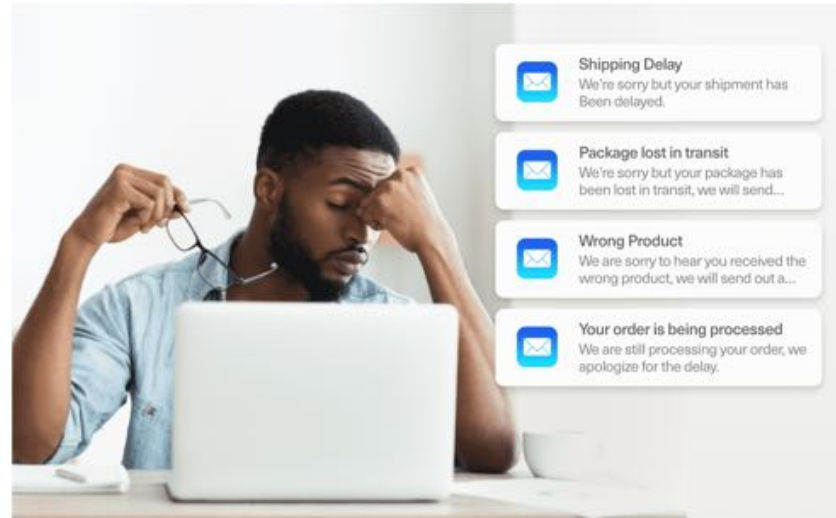 Shipping Delay
We're sorry but your shipment has
Been delayed.
Package lost in transit
We're sorry but your package has
been lost in transit, we will send...
Wrong Product
We are sorry to hear you received the
wrong product, we will send out a...
Your order is being processed
We are still processing your order, we
apologize for the delay.